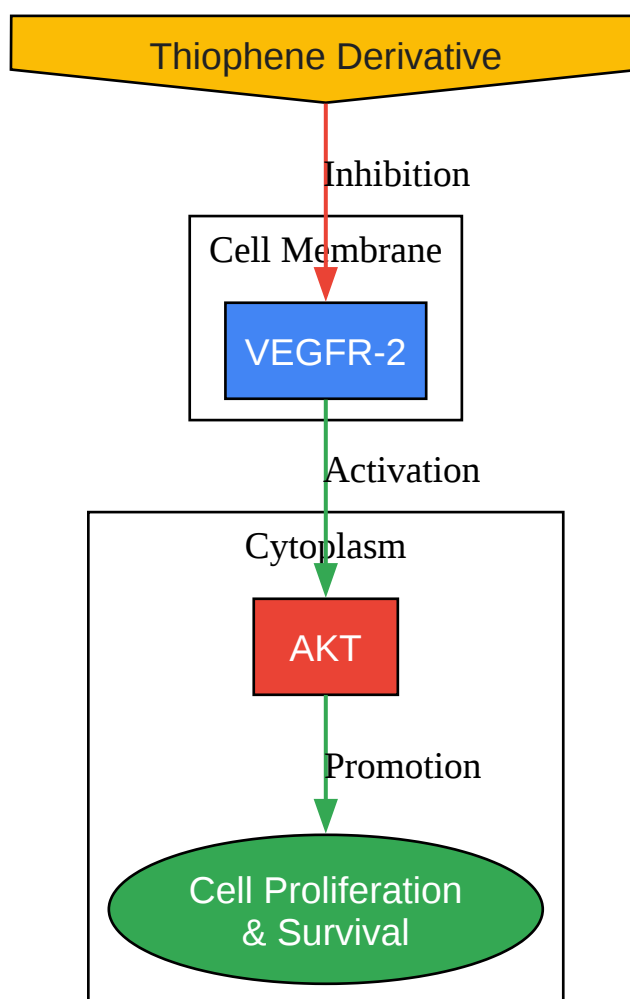 Thiophene Derivative
Inhibition
Cell Membrane
VEGFR-2
Activation
Cytoplasm
AKT
Promotion
Cell Proliferation
& Survival